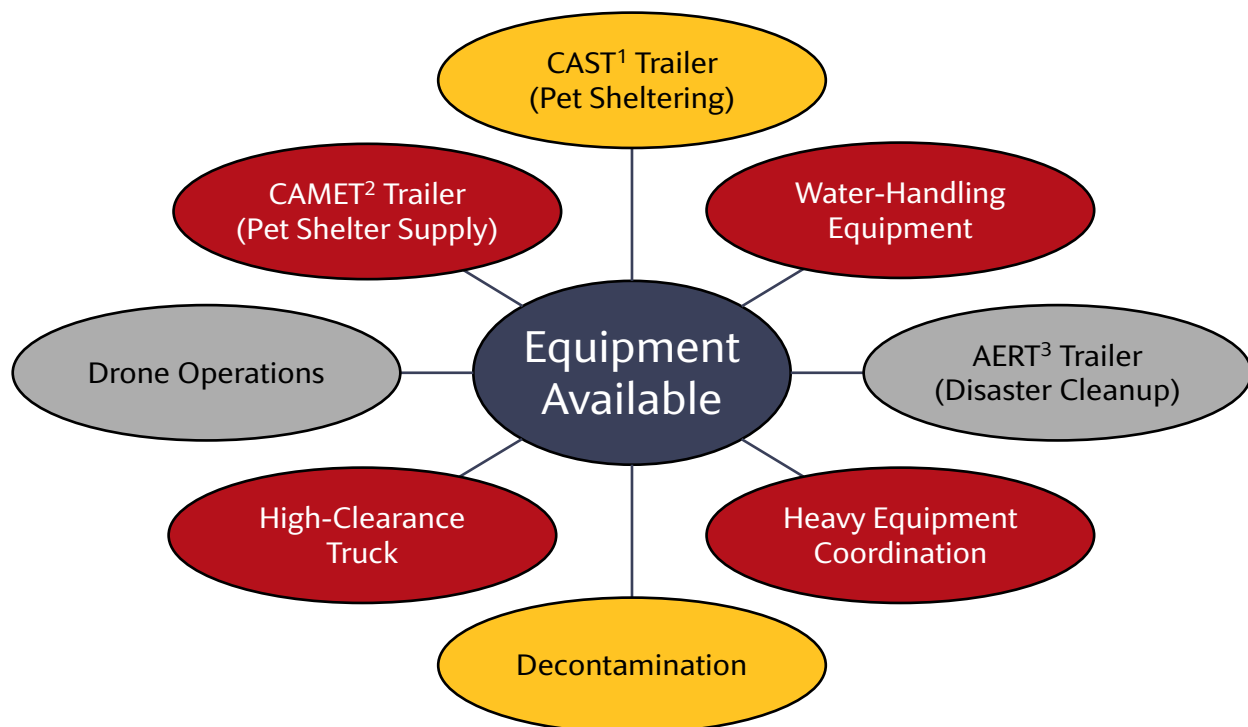 CAST¹ Trailer
(Pet Sheltering)
CAMET² Trailer
(Pet Shelter Supply)
Water-Handling
Equipment
Drone Operations
Equipment
Available
AERT³ Trailer
(Disaster Cleanup)
High-Clearance
Truck
Heavy Equipment
Coordination
Decontamination